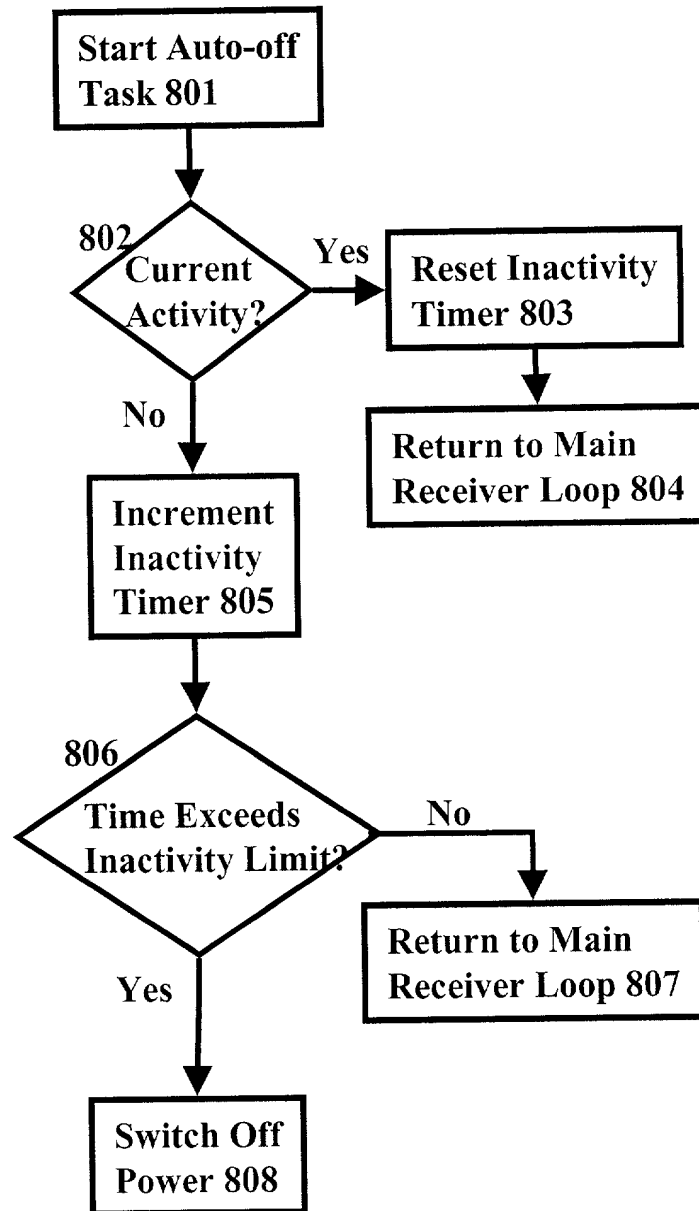 Start Auto-off
Task 801
802
Current
Activity?
Yes
Reset Inactivity
Timer 803
No
Return to Main
Receiver Loop 804
Increment
Inactivity
Timer 805
806
Time Exceeds
Inactivity Limit?
No
Return to Main
Receiver Loop 807
Yes
Switch Off
Power 808